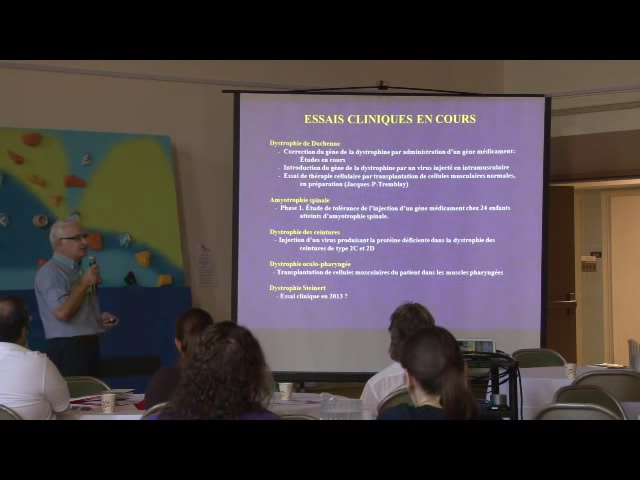 ESSAIS CLINIQUES EN COURS
Dystrophie de Duchenne
- Correction du gène de la dystrophine par administration d'un gène médicament:
Études en cours
- Introduction du gène de la dystrophine par un virus injecté en intramusculaire
- Essai de thérapie cellulaire par transplantation de cellules musculaires normales,
en préparation (Jacques-P-Tremblay)
Amyotrophie spinale
- Phase 1. Étude de tolérance de l'injection d'un gène médicament chez 24 enfants
atteints d'amyotrophie spinale.
Dystrophie des ceintures
- Injection d'un virus produisant la protéine déficiente dans la dystrophie des
ceintures de type 2C et 2D
Dystrophie oculo-pharyngée
- Transplantation de cellules musculaires du patient dans les muscles pharyngées
Dystrophie Steinert
- Essai clinique en 2013 ?